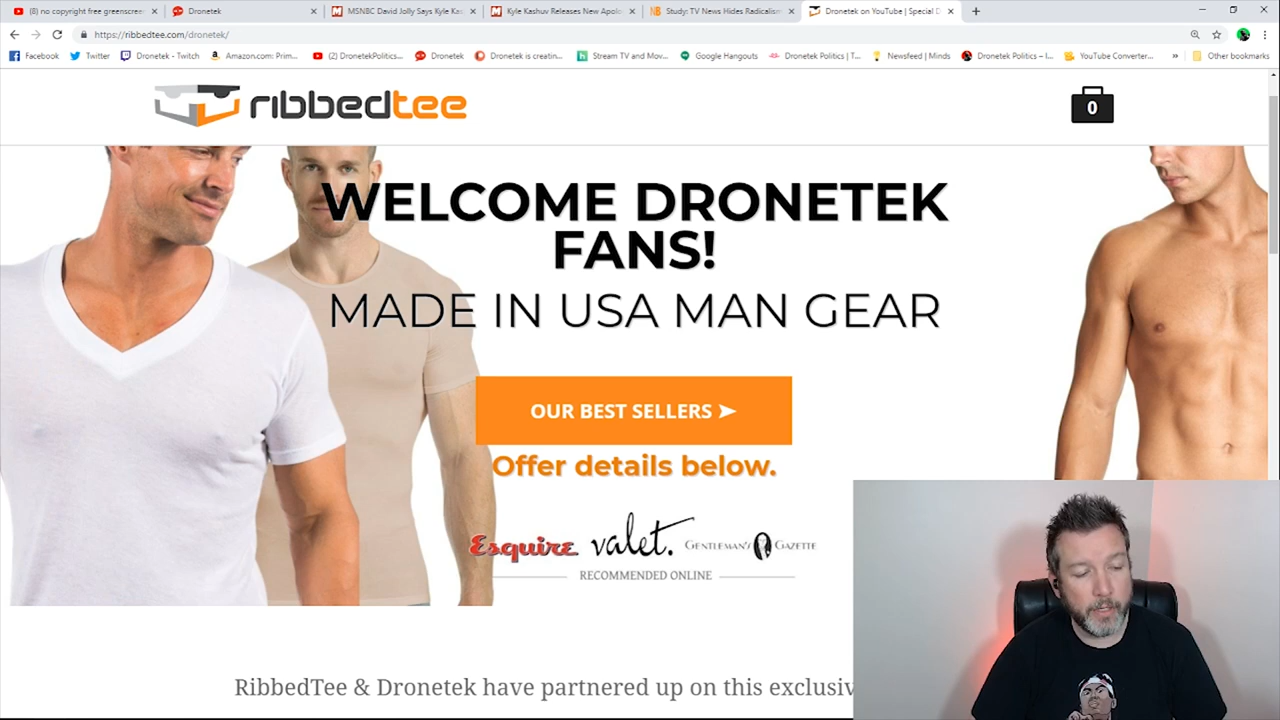 (8) no copyright free greenscree
Dronetek
MSNBC David Jolly Says Kyle Kas
Kyle Kashuv Releases New Apolo
Study: TV News Hides Radicalism
Dronetek on YouTube | Special D
https://ribbedtee.com/dronetek/
Facebook
Twitter
Dronetek - Twitch
Amazon.com: Prim...
(2) DronetekPolitics...
Dronetek
Dronetek is creatin...
Stream TV and Mov...
Google Hangouts
Dronetek Politics | T...
Newsfeed | Minds
Dronetek Politics – I...
YouTube Converter...
»
Other bookmarks
ribbedtee
0
WELCOME DRONETEK
FANS!
MADE IN USA MAN GEAR
OUR BEST SELLERS ➤
Offer details below.
Esquire valet. GENTLEMAN'S GAZETTE
RECOMMENDED ONLINE
RibbedTee & Dronetek have partnered up on this exclusiv